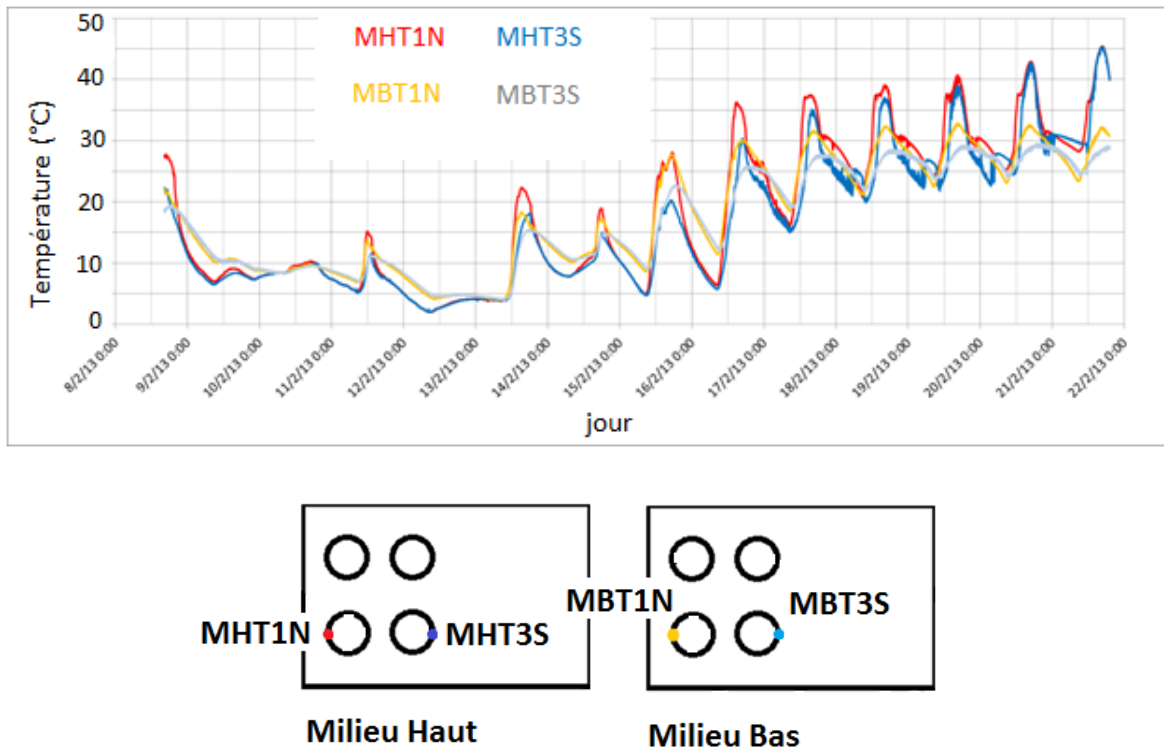 50
MHT1N MHT3S
40
MBT1N MBT3S
30
20
10
0
Température (°C)
8/2/13 0:00
9/2/13 0:00
10/2/13 0:00
11/2/13 0:00
12/2/13 0:00
13/2/13 0:00
14/2/13 0:00
15/2/13 0:00
16/2/13 0:00
17/2/13 0:00
18/2/13 0:00
19/2/13 0:00
20/2/13 0:00
21/2/13 0:00
22/2/13 0:00
jour
MHT1N MHT3S
MBT1N MBT3S
Milieu Haut
Milieu Bas